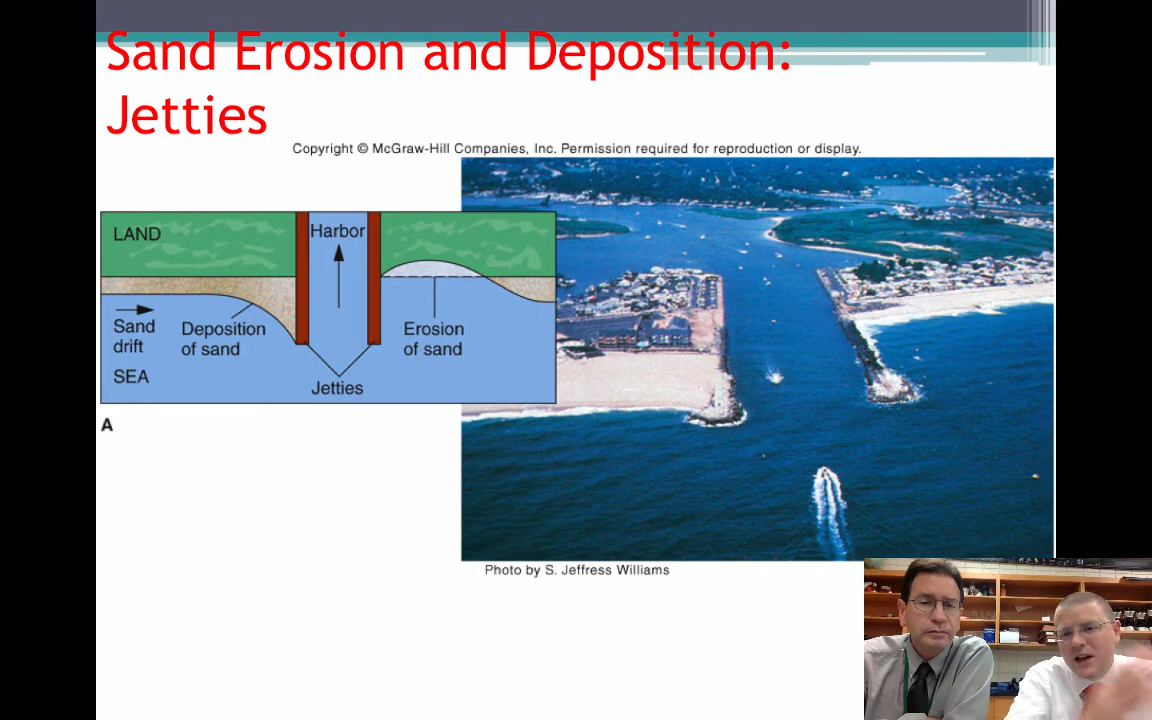 Sand Erosion and Deposition:
Jetties
Copyright © McGraw-Hill Companies, Inc. Permission required for reproduction or display.
LAND
Harbor
Sand
drift
Deposition
of sand
Erosion
of sand
SEA
Jetties
A
Photo by S. Jeffress Williams